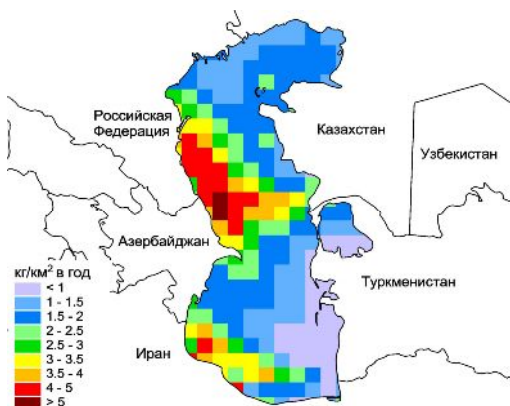 Российская
Федерация
Казахстан
Узбекистан
Азербайджан
Туркменистан
Иран
кг/км² в год
< 1
1 - 1.5
1.5 - 2
2 - 2.5
2.5 - 3
3 - 3.5
3.5 - 4
4 - 5
> 5